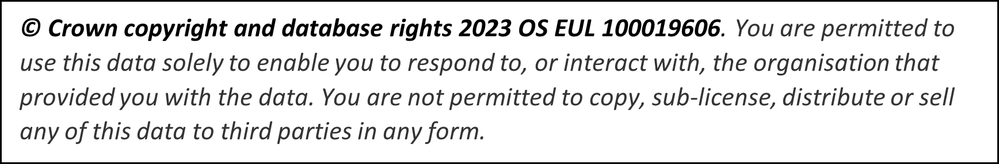 © Crown copyright and database rights 2023 OS EUL 100019606. You are permitted to
use this data solely to enable you to respond to, or interact with, the organisation that
provided you with the data. You are not permitted to copy, sub-license, distribute or sell
any of this data to third parties in any form.